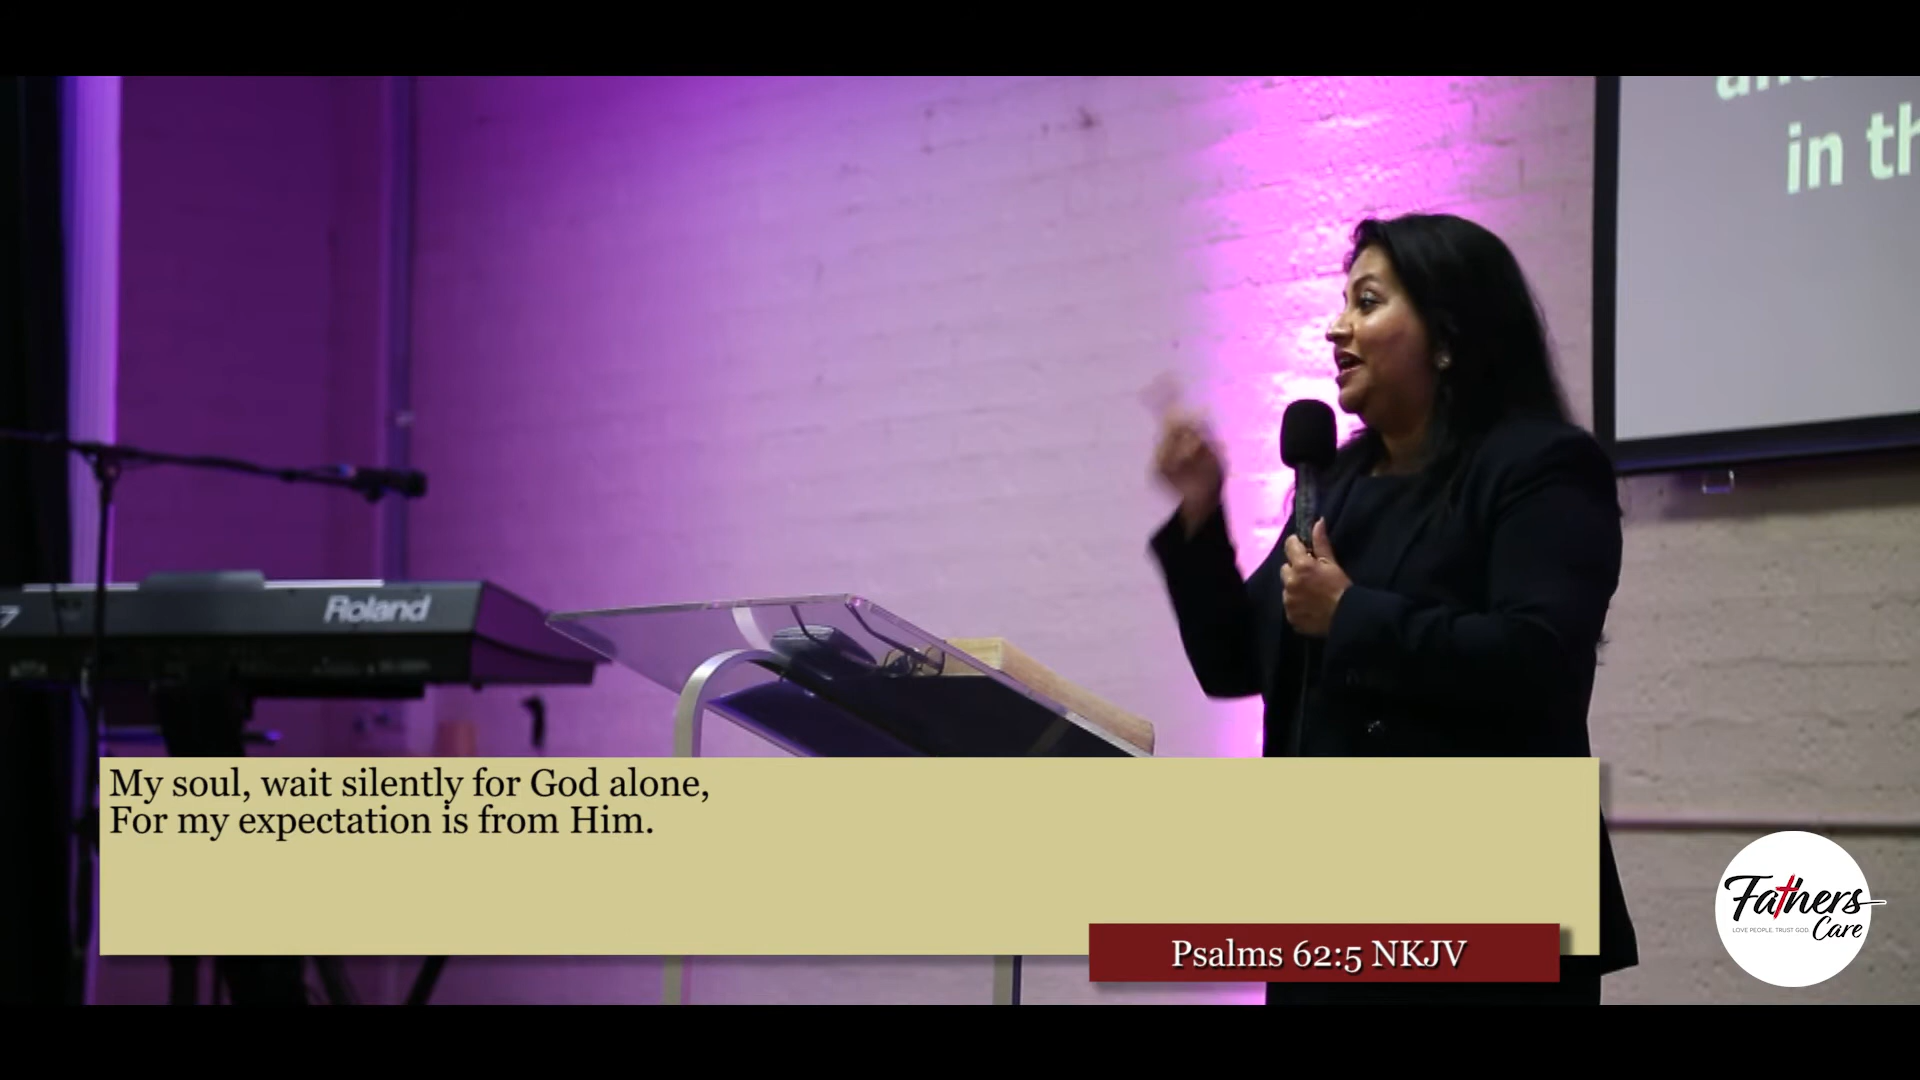 in th
7
Roland
My soul, wait silently for God alone,
For my expectation is from Him.
Psalms 62:5 NKJV
Fathers
LOVE PEOPLE. TRUST GOD.
Care